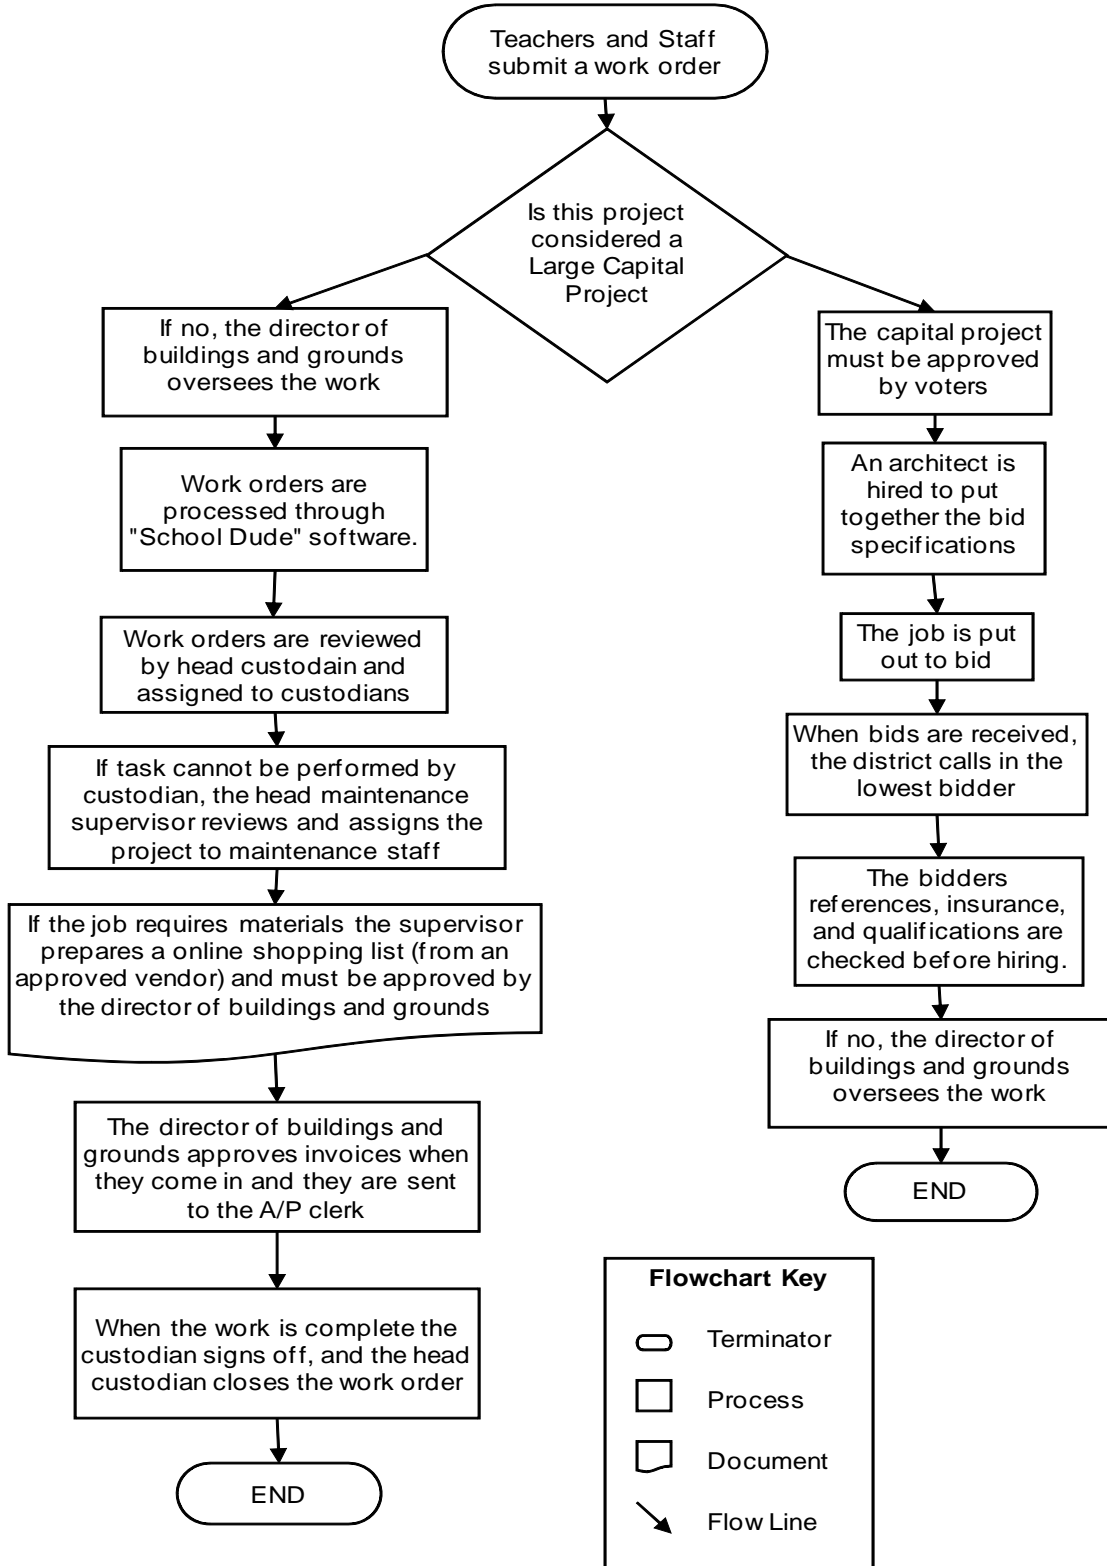 Teachers and Staff
submit a work order
Is this project
considered a
Large Capital
Project
If no, the director of
buildings and grounds
oversees the work
Work orders are
processed through
"School Dude" software.
Work orders are reviewed
by head custodain and
assigned to custodians
If task cannot be performed by
custodian, the head maintenance
supervisor reviews and assigns the
project to maintenance staff
If the job requires materials the supervisor
prepares a online shopping list (from an
approved vendor) and must be approved by
the director of buildings and grounds
The director of buildings and
grounds approves invoices when
they come in and they are sent
to the A/P clerk
When the work is complete the
custodian signs off, and the head
custodian closes the work order
END
The capital project
must be approved
by voters
An architect is
hired to put
together the bid
specifications
The job is put
out to bid
When bids are received,
the district calls in the
lowest bidder
The bidders
references, insurance,
and qualifications are
checked before hiring.
If no, the director of
buildings and grounds
oversees the work
END
Flowchart Key
Terminator
Process
Document
Flow Line